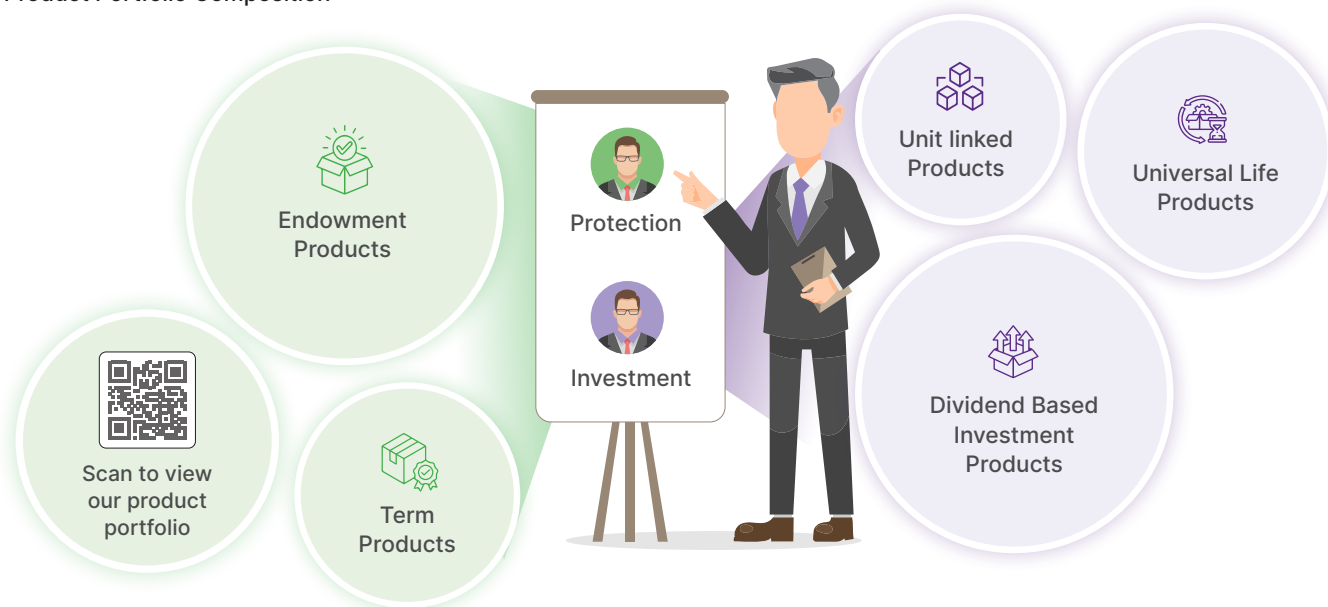 Product Portfolio Composition
Endowment
Products
Scan to view
our product
portfolio
Term
Products
Protection
Investment
Unit linked
Products
Universal Life
Products
Dividend Based
Investment
Products